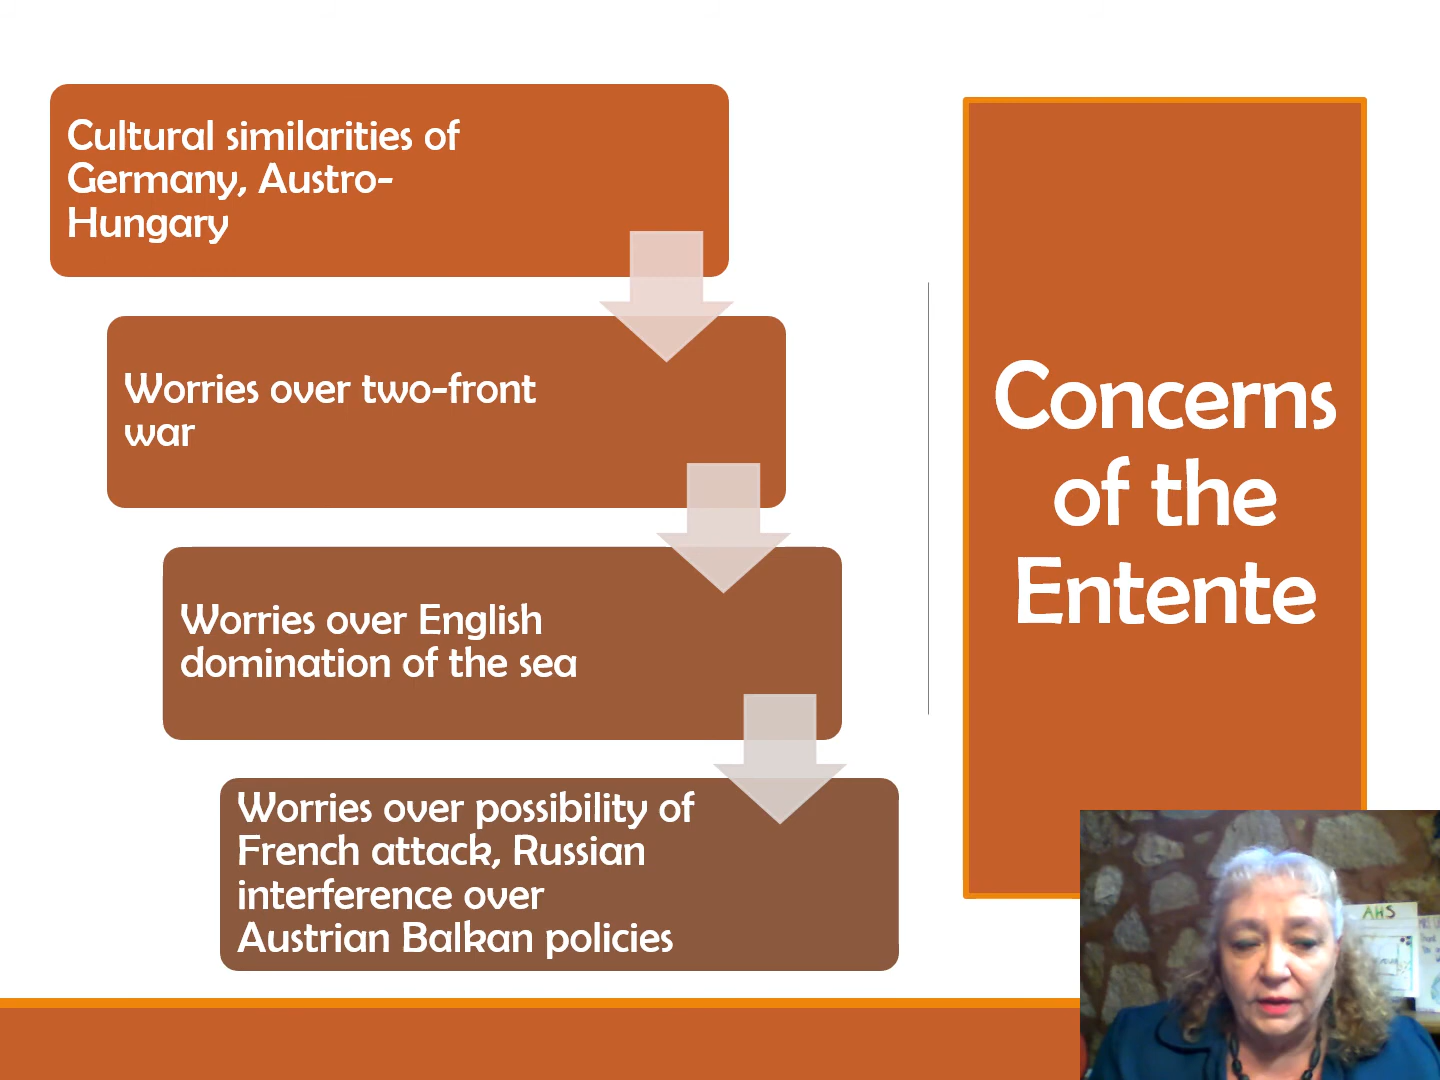 Cultural similarities of
Germany, Austro-
Hungary
Worries over two-front
war
Worries over English
domination of the sea
Worries over possibility of
French attack, Russian
interference over
Austrian Balkan policies
Concerns
of the
Entente
AHS